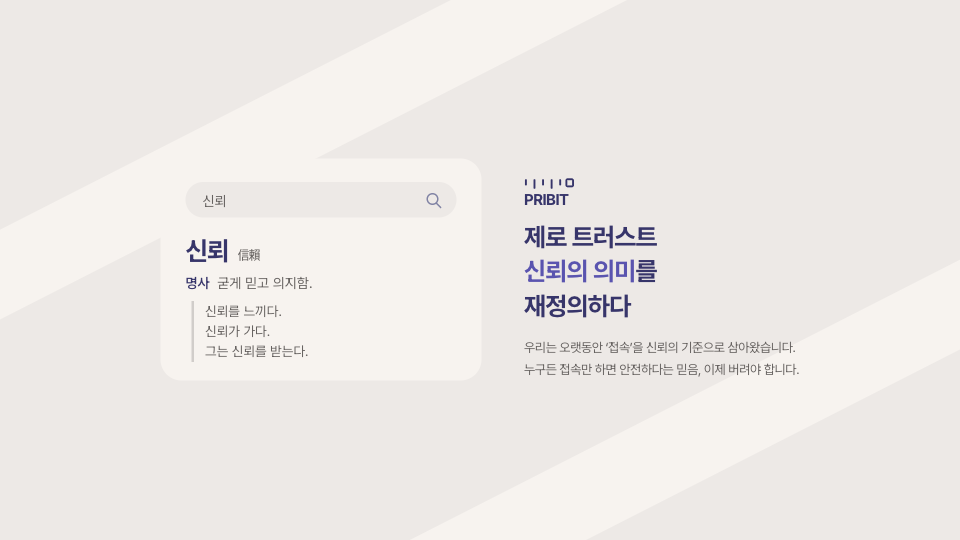 신뢰
신뢰 信賴
명사 굳게 믿고 의지함.
신뢰를 느끼다.
신뢰가 가다.
그는 신뢰를 받는다.
PRIBIT
제로 트러스트
신뢰의 의미를
재정의하다
우리는 오랫동안 ‘접속’을 신뢰의 기준으로 삼아왔습니다.
누구든 접속만 하면 안전하다는 믿음, 이제 버려야 합니다.